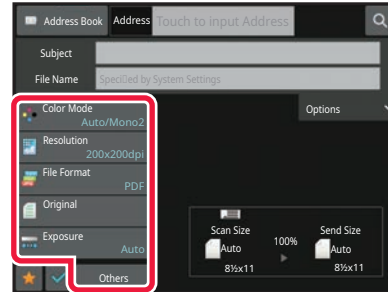 Address Book Address Touch to input Address
Subject
File Name Specified by System Settings
Color Mode
Auto/Mono2
Options
Resolution
200x200dpi
File Format
PDF
Original
Exposure
Auto
Others
Scan Size
Auto
8½x11
100%
Send Size
Auto
8½x11